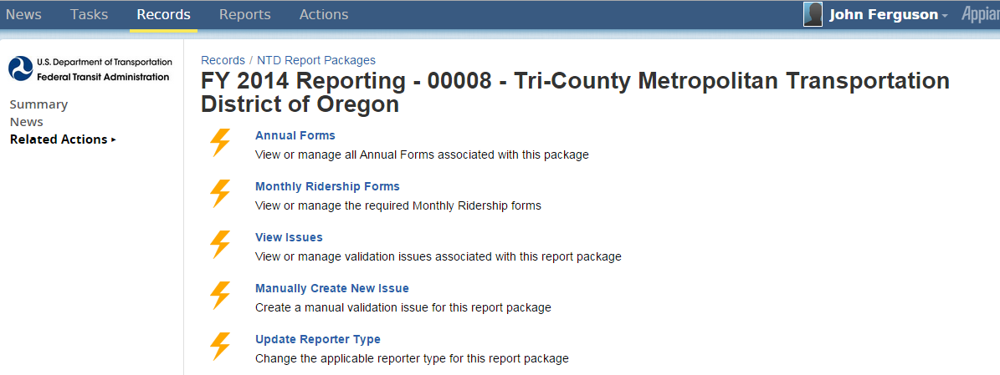 News Tasks Records Reports Actions John Ferguson
U.S. Department of Transportation
Federal Transit Administration
Summary
News
Related Actions
Records / NTD Report Packages
FY 2014 Reporting - 00008 - Tri-County Metropolitan Transportation
District of Oregon
Annual Forms
View or manage all Annual Forms associated with this package
Monthly Ridership Forms
View or manage the required Monthly Ridership forms
View Issues
View or manage validation issues associated with this report package
Manually Create New Issue
Create a manual validation issue for this report package
Update Reporter Type
Change the applicable reporter type for this report package